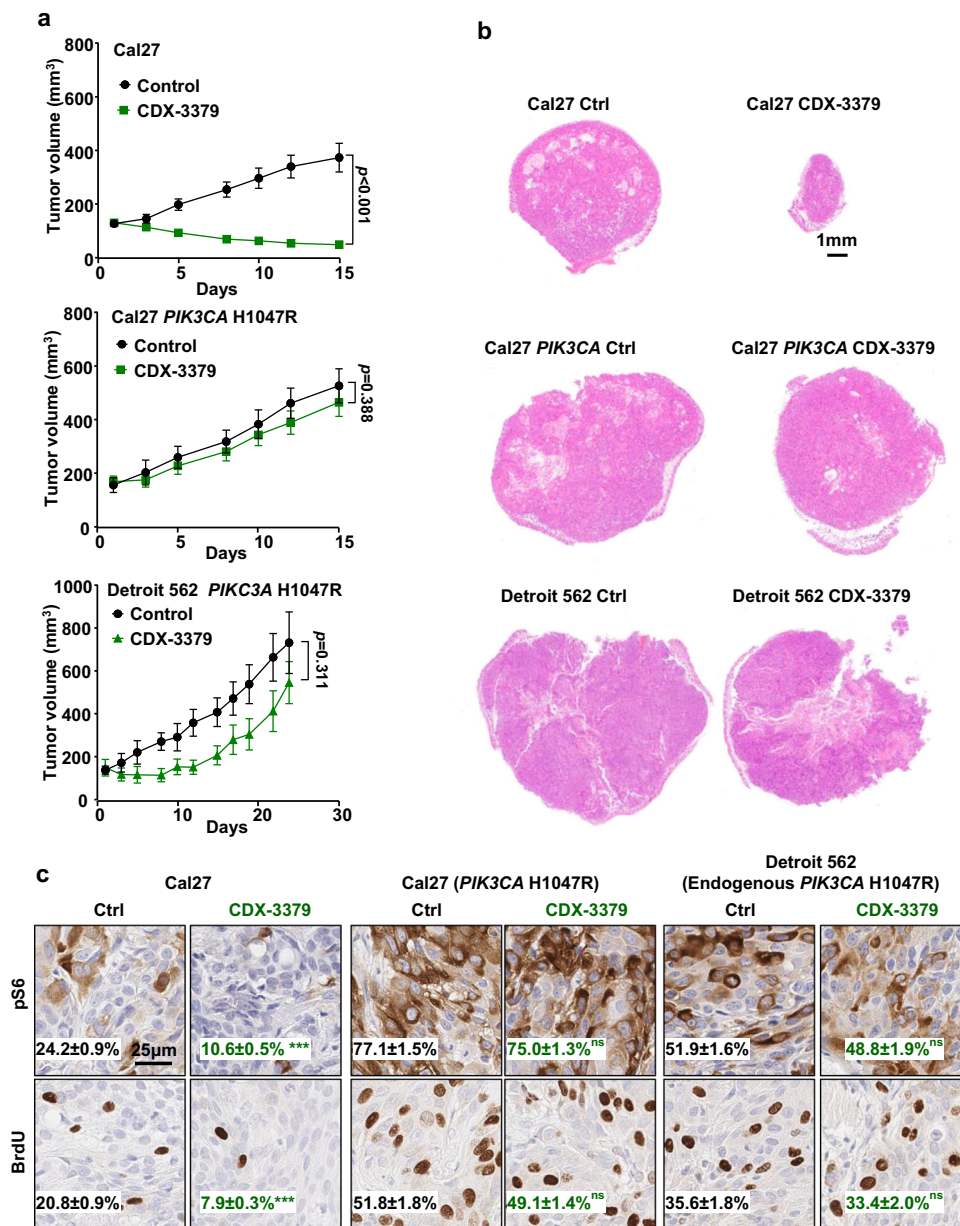 a
Cal27
Control
CDX-3379
Tumor volume (mm³)
800
600
400
200
0
0 5 10 15
Days
p<0.001
Cal27 PIK3CA H1047R
Control
CDX-3379
Tumor volume (mm³)
800
600
400
200
0
0 5 10 15
Days
p=0.388
Detroit 562 PIKC3A H1047R
Control
CDX-3379
Tumor volume (mm³)
1000
800
600
400
200
0
0 10 20 30
Days
p=0.311
b
Cal27 Ctrl Cal27 CDX-3379
1mm
Cal27 PIK3CA Ctrl Cal27 PIK3CA CDX-3379
Detroit 562 Ctrl Detroit 562 CDX-3379
c
Cal27
Cal27 (PIK3CA H1047R)
Detroit 562
(Endogenous PIK3CA H1047R)
Ctrl CDX-3379 Ctrl CDX-3379 Ctrl CDX-3379
pS6
24.2±0.9% 25µm 10.6±0.5% *** 77.1±1.5% 75.0±1.3%ns 51.9±1.6% 48.8±1.9%ns
BrdU
20.8±0.9% 7.9±0.3%*** 51.8±1.8% 49.1±1.4%ns 35.6±1.8% 33.4±2.0%ns